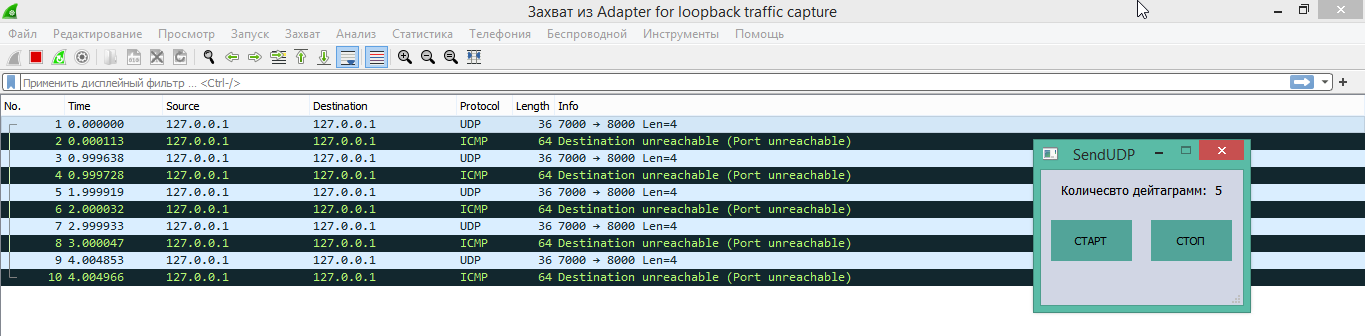 Захват из Adapter for loopback traffic capture
Файл Редактирование Просмотр Запуск Захват Анализ Статистика Телефония Беспроводной Инструменты Помощь
Применить дисплейный фильтр ... <Ctrl-/>
No. Time Source Destination Protocol Length Info
1 0.000000 127.0.0.1 127.0.0.1 UDP 36 7000 → 8000 Len=4
2 0.000113 127.0.0.1 127.0.0.1 ICMP 64 Destination unreachable (Port unreachable)
3 0.999638 127.0.0.1 127.0.0.1 UDP 36 7000 → 8000 Len=4
4 0.999728 127.0.0.1 127.0.0.1 ICMP 64 Destination unreachable (Port unreachable)
5 1.999919 127.0.0.1 127.0.0.1 UDP 36 7000 → 8000 Len=4
6 2.000032 127.0.0.1 127.0.0.1 ICMP 64 Destination unreachable (Port unreachable)
7 2.999933 127.0.0.1 127.0.0.1 UDP 36 7000 → 8000 Len=4
8 3.000047 127.0.0.1 127.0.0.1 ICMP 64 Destination unreachable (Port unreachable)
9 4.004853 127.0.0.1 127.0.0.1 UDP 36 7000 → 8000 Len=4
10 4.004966 127.0.0.1 127.0.0.1 ICMP 64 Destination unreachable (Port unreachable)
SendUDP
Количесвто дейтаграмм: 5
СТАРТ СТОП